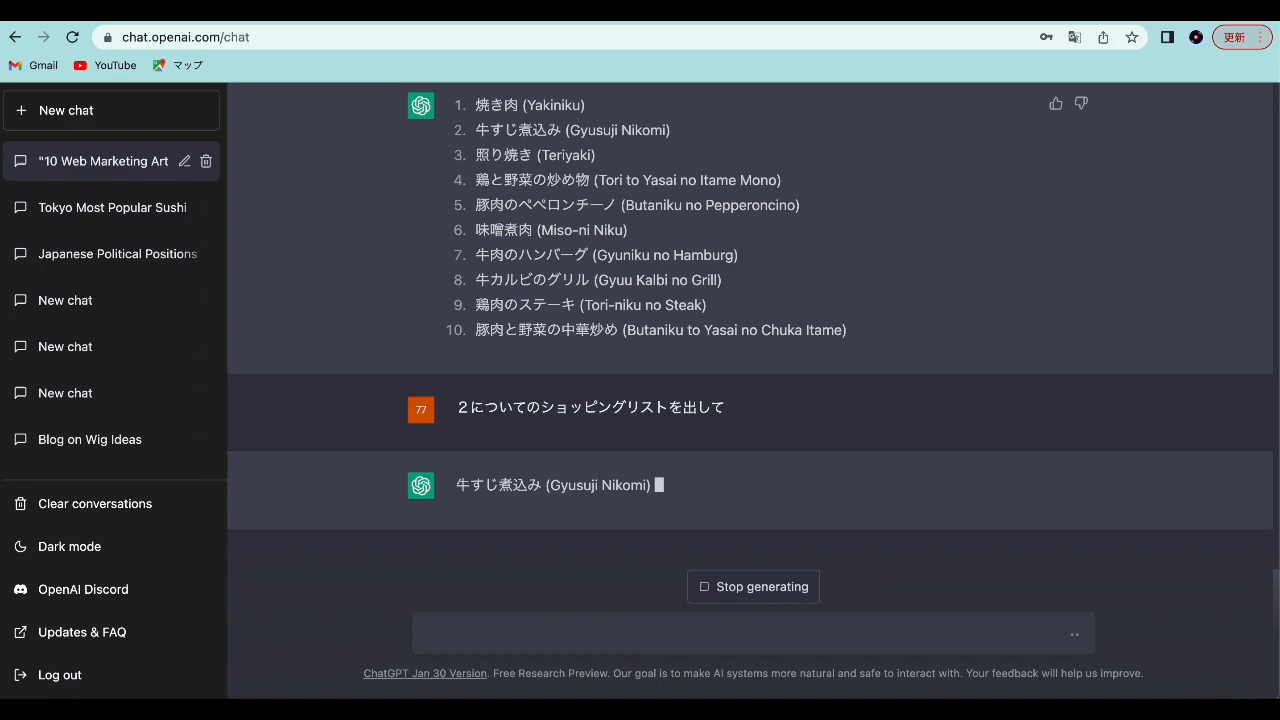 chat.openai.com/chat
更新
Gmail
YouTube
マップ
New chat
"10 Web Marketing Art
Tokyo Most Popular Sushi
Japanese Political Positions
New chat
New chat
New chat
Blog on Wig Ideas
Clear conversations
Dark mode
OpenAI Discord
Updates & FAQ
Log out
1. 焼き肉 (Yakiniku)
2. 牛すじ煮込み (Gyusuji Nikomi)
3. 照り焼き (Teriyaki)
4. 鶏と野菜の炒め物 (Tori to Yasai no Itame Mono)
5. 豚肉のペペロンチーノ (Butaniku no Pepperoncino)
6. 味噌煮肉 (Miso-ni Niku)
7. 牛肉のハンバーグ (Gyuniku no Hamburg)
8. 牛カルビのグリル (Gyuu Kalbi no Grill)
9. 鶏肉のステーキ (Tori-niku no Steak)
10. 豚肉と野菜の中華炒め (Butaniku to Yasai no Chuka Itame)
77
２についてのショッピングリストを出して
牛すじ煮込み (Gyusuji Nikomi)
Stop generating
ChatGPT Jan 30 Version. Free Research Preview. Our goal is to make AI systems more natural and safe to interact with. Your feedback will help us improve.